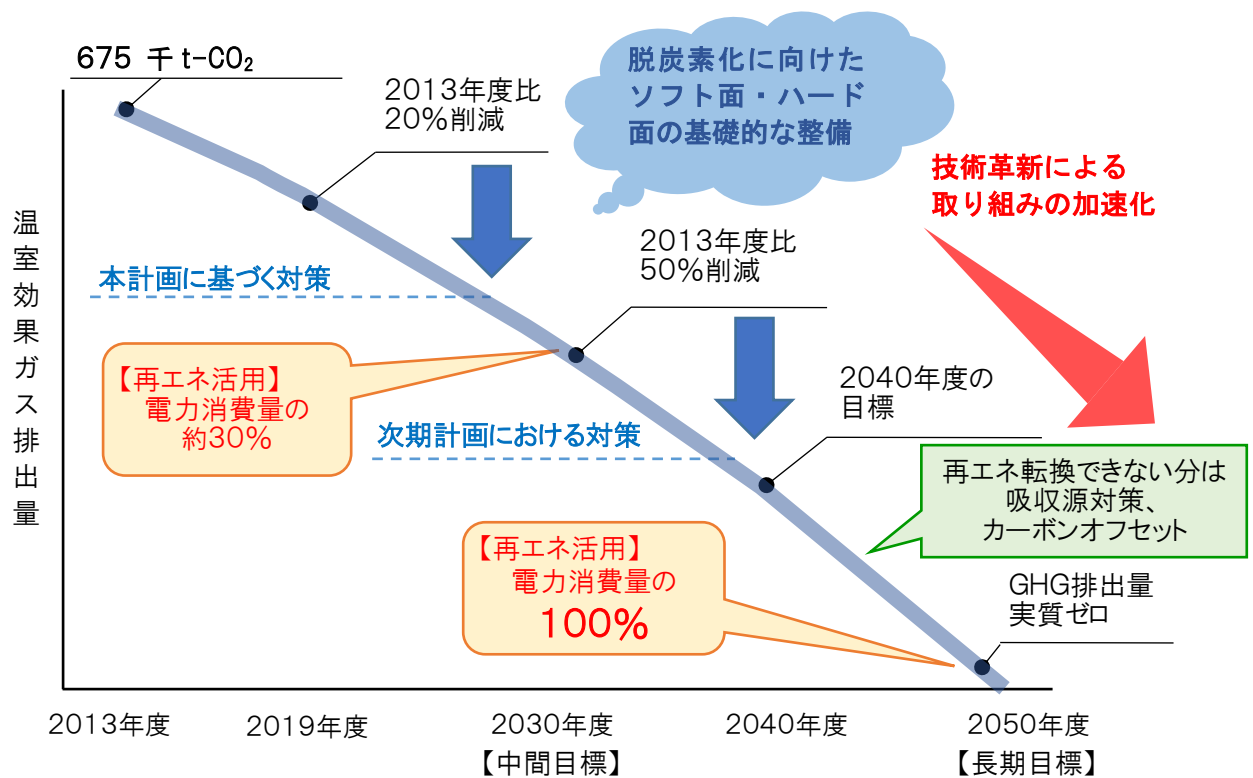 675 千t-CO₂
2013年度比
20%削減
脱炭素化に向けた
ソフト面・ハード
面の基礎的な整備
技術革新による
取り組みの加速化
温室効果ガス排出量
本計画に基づく対策
2013年度比
50%削減
【再エネ活用】
電力消費量の
約30%
2040年度の
目標
次期計画における対策
再エネ転換できない分は
吸収源対策、
カーボンオフセット
【再エネ活用】
電力消費量の
100%
GHG排出量
実質ゼロ
2013年度
2019年度
2030年度
【中間目標】
2040年度
2050年度
【長期目標】